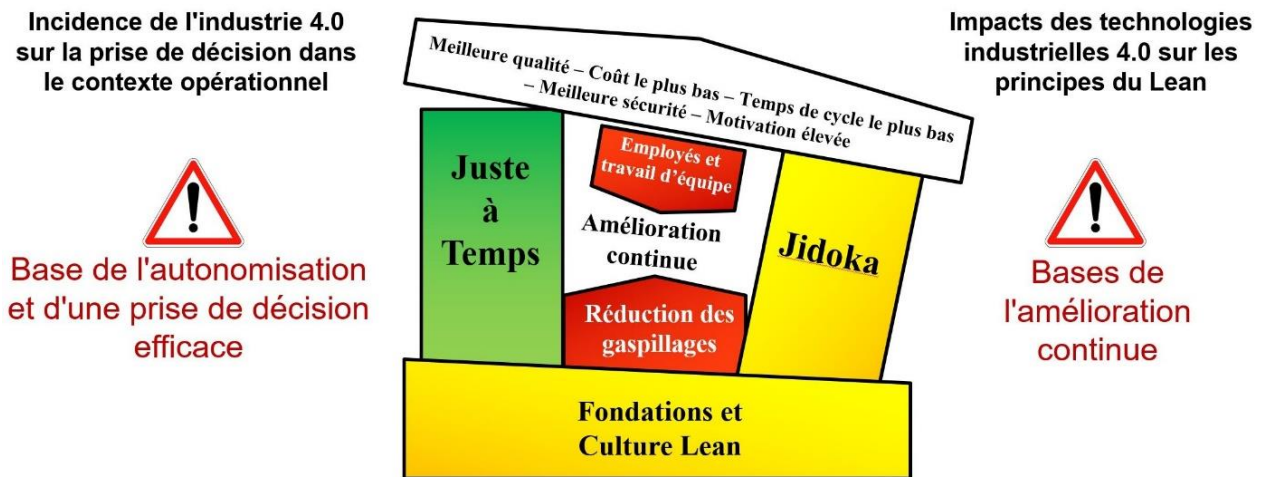 Incidence de l'industrie 4.0
sur la prise de décision dans
le contexte opérationnel
Base de l'autonomisation
et d'une prise de décision
efficace
Meilleure qualité – Coût le plus bas – Temps de cycle le plus bas
– Meilleure sécurité – Motivation élevée
Juste
à
Temps
Employés et
travail d'équipe
Amélioration
continue
Réduction des
gaspillages
Jidoka
Fondations et
Culture Lean
Impacts des technologies
industrielles 4.0 sur les
principes du Lean
Bases de
l'amélioration
continue